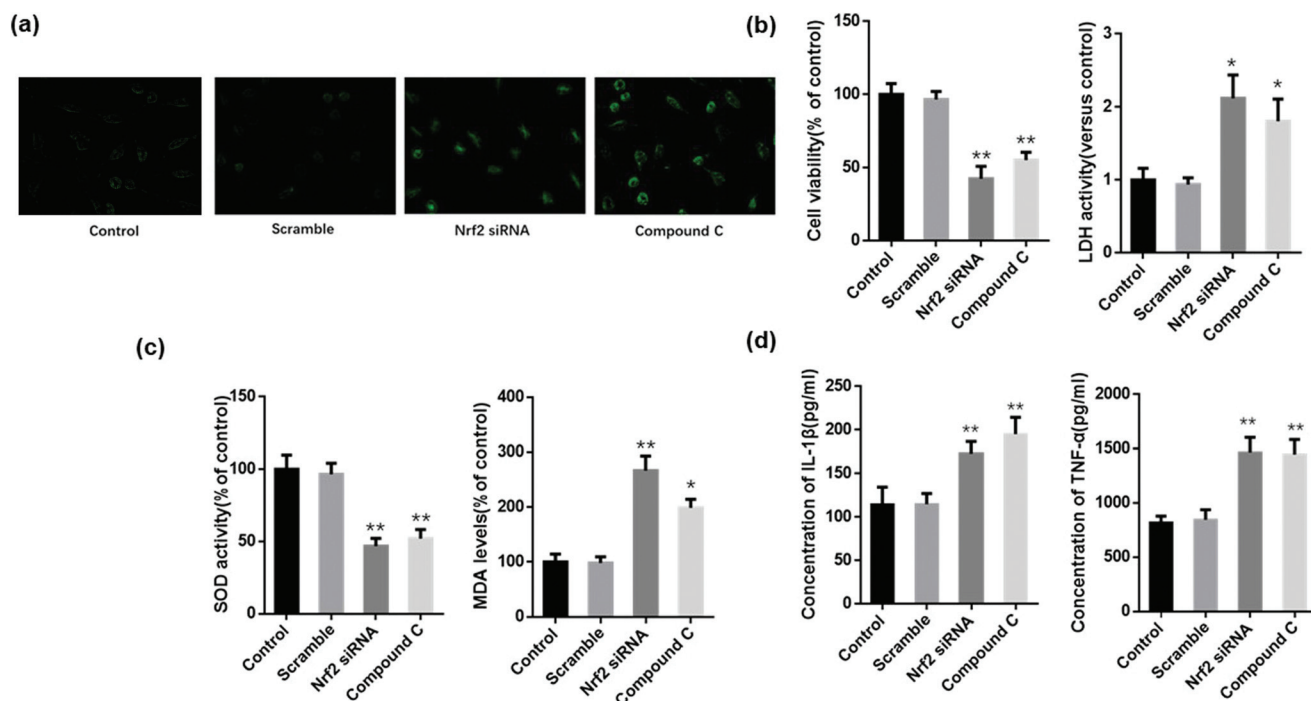 (a)
Control
Scramble
Nrf2 siRNA
Compound C
(b)
Cell viability(% of control)
150
100
50
0
**
**
Control
Scramble
Nrf2 siRNA
Compound C
LDH activity(versus control)
3
2
1
0
*
*
Control
Scramble
Nrf2 siRNA
Compound C
(c)
SOD activity(% of control)
150
100
50
0
**
**
Control
Scramble
Nrf2 siRNA
Compound C
MDA levels(% of control)
400
300
200
100
0
**
*
Control
Scramble
Nrf2 siRNA
Compound C
(d)
Concentration of IL-1β(pg/ml)
250
200
150
100
50
0
**
**
Control
Scramble
Nrf2 siRNA
Compound C
Concentration of TNF-α(pg/ml)
2000
1500
1000
500
0
**
**
Control
Scramble
Nrf2 siRNA
Compound C